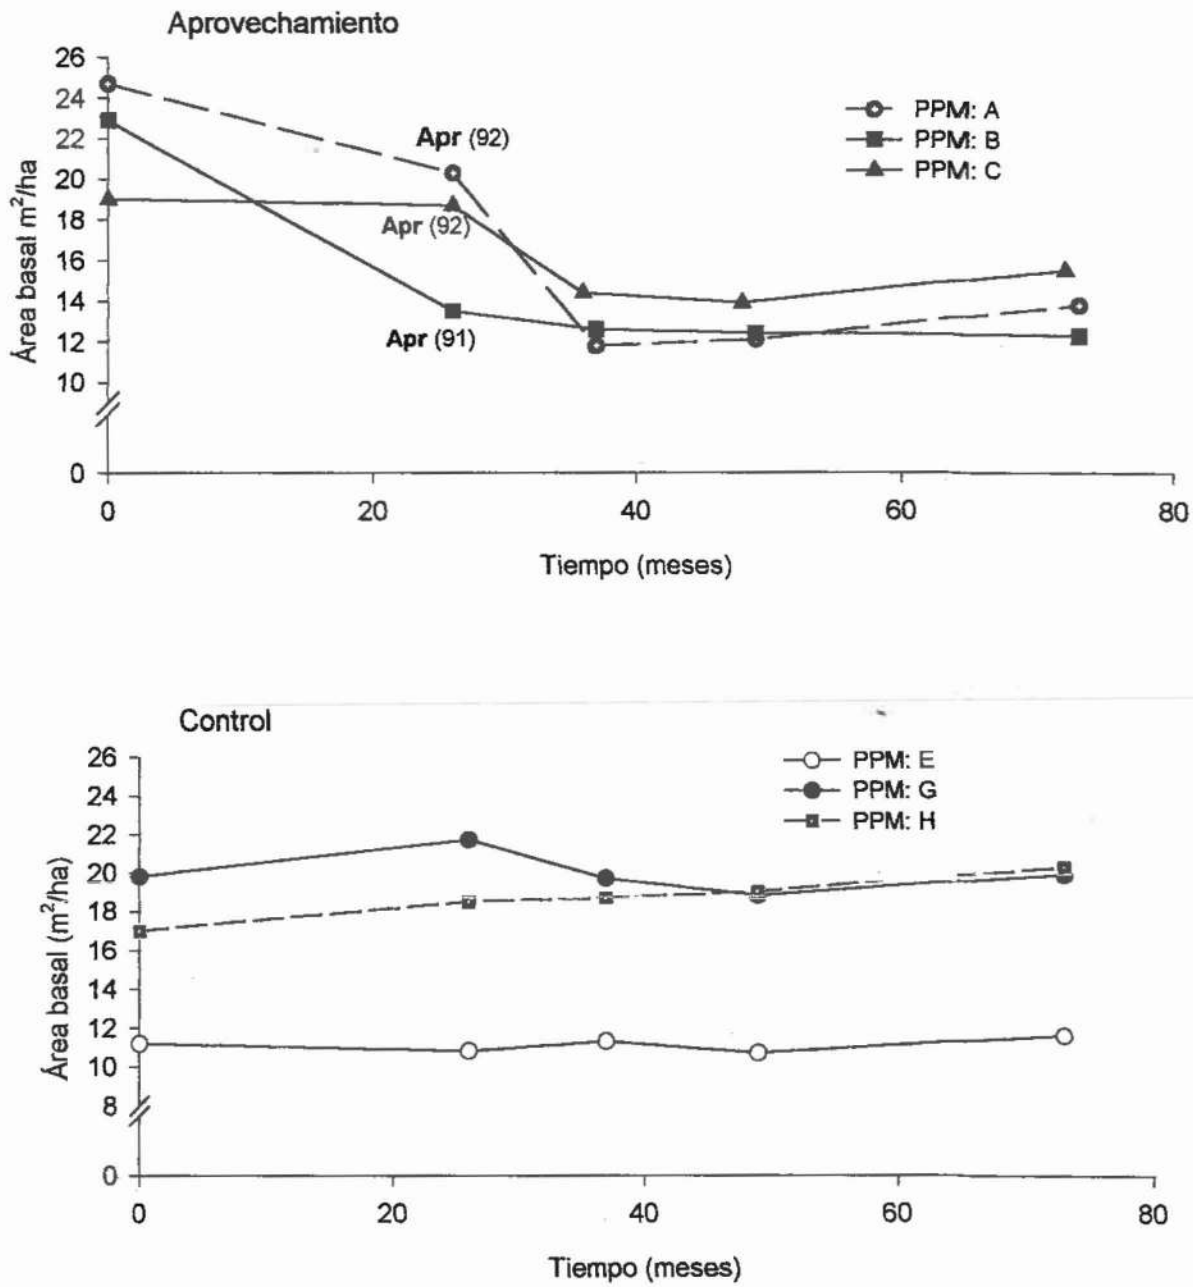 Aprovechamiento
26
24
22
20
18
16
14
12
10
0
Área basal m²/ha
PPM: A
PPM: B
PPM: C
Apr (92)
Apr (92)
Apr (91)
0 20 40 60 80
Tiempo (meses)
Control
26
24
22
20
18
16
14
12
10
8
0
Área basal (m²/ha)
PPM: E
PPM: G
PPM: H
0 20 40 60 80
Tiempo (meses)